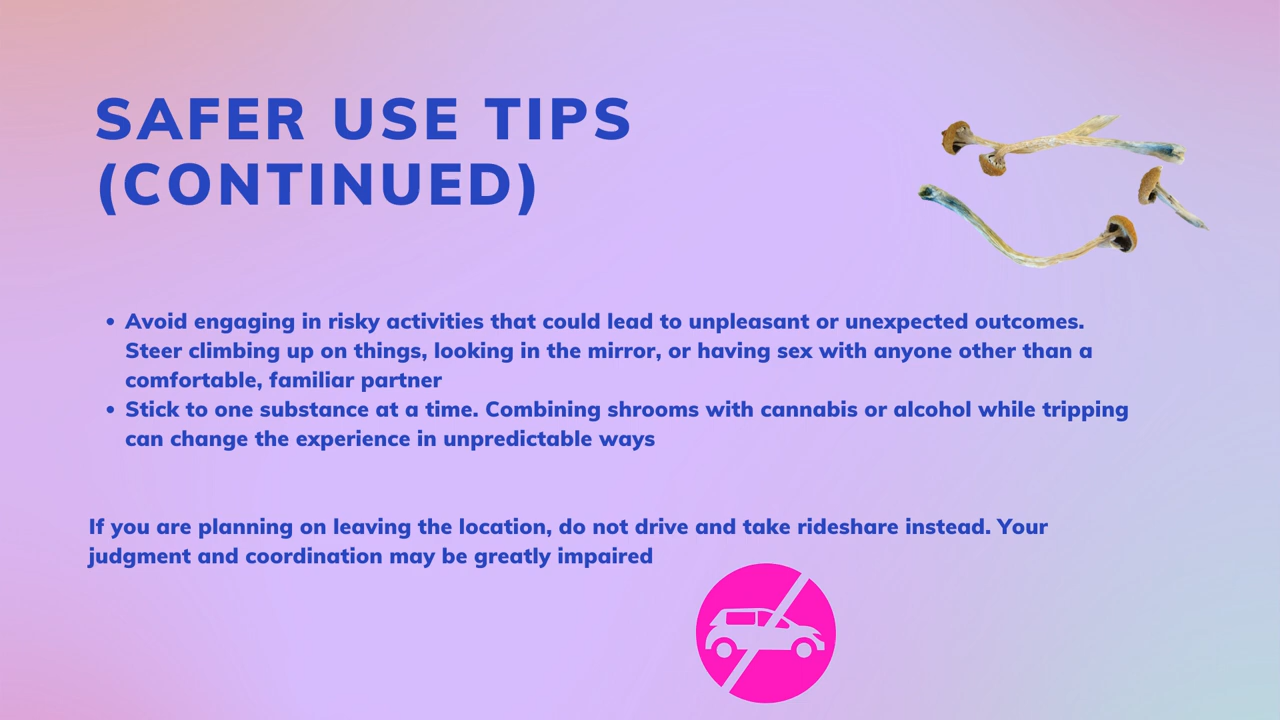 SAFER USE TIPS
(CONTINUED)
• Avoid engaging in risky activities that could lead to unpleasant or unexpected outcomes.
Steer climbing up on things, looking in the mirror, or having sex with anyone other than a
comfortable, familiar partner
• Stick to one substance at a time. Combining shrooms with cannabis or alcohol while tripping
can change the experience in unpredictable ways
If you are planning on leaving the location, do not drive and take rideshare instead. Your
judgment and coordination may be greatly impaired